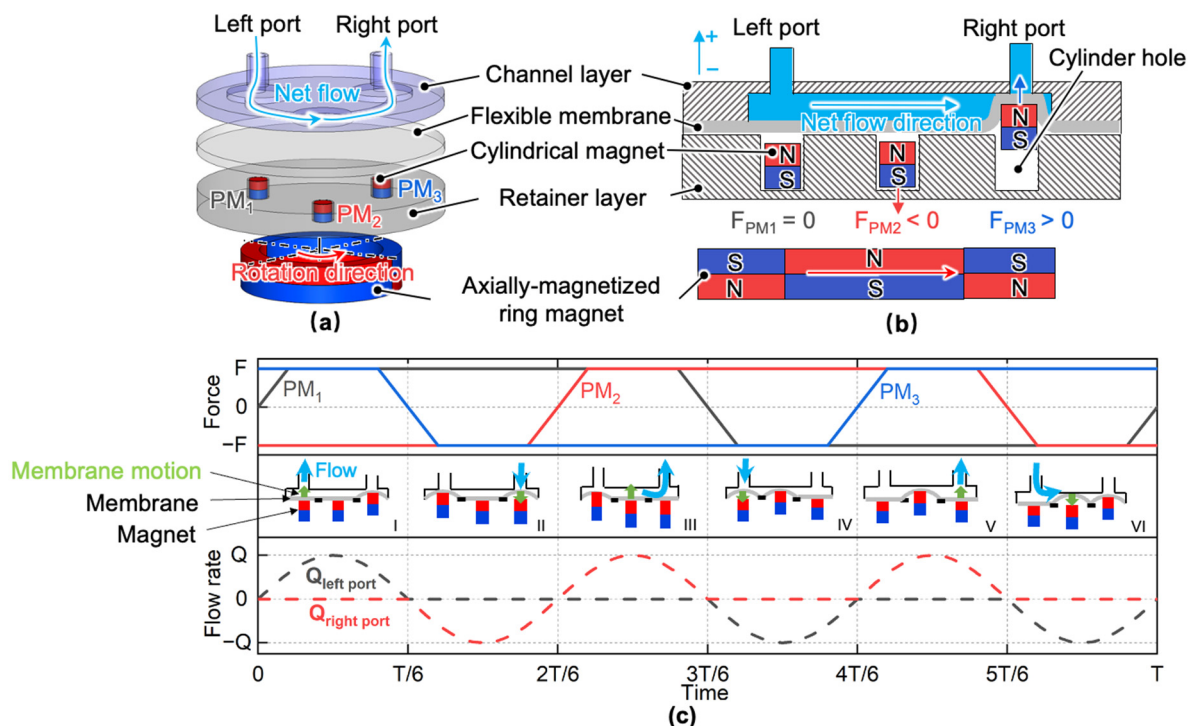 Left port
Right port
Net flow
Channel layer
Flexible membrane
Cylindrical magnet
PM1
PM2
PM3
Retainer layer
Rotation direction
Axially-magnetized
ring magnet
(a)
+
−
Left port
Right port
Cylinder hole
Net flow direction
N
S
N
S
N
S
FPM1 = 0
FPM2 < 0
FPM3 > 0
S
N
S
N
S
N
(b)
Force
F
0
−F
PM1
PM2
PM3
Membrane motion
Membrane
Magnet
Flow
I
II
III
IV
V
VI
Flow rate
Q
0
−Q
Qleft port
Qright port
0
T/6
2T/6
3T/6
4T/6
5T/6
T
Time
(c)